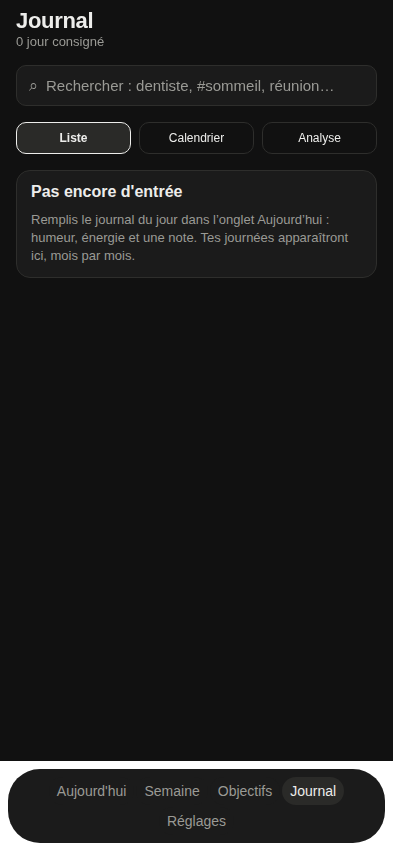 Journal
0 jour consigné
Rechercher : dentiste, #sommeil, réunion…
Liste
Calendrier
Analyse
Pas encore d'entrée
Remplis le journal du jour dans l’onglet Aujourd’hui :
humeur, énergie et une note. Tes journées apparaîtront
ici, mois par mois.
Aujourd'hui
Semaine
Objectifs
Journal
Réglages